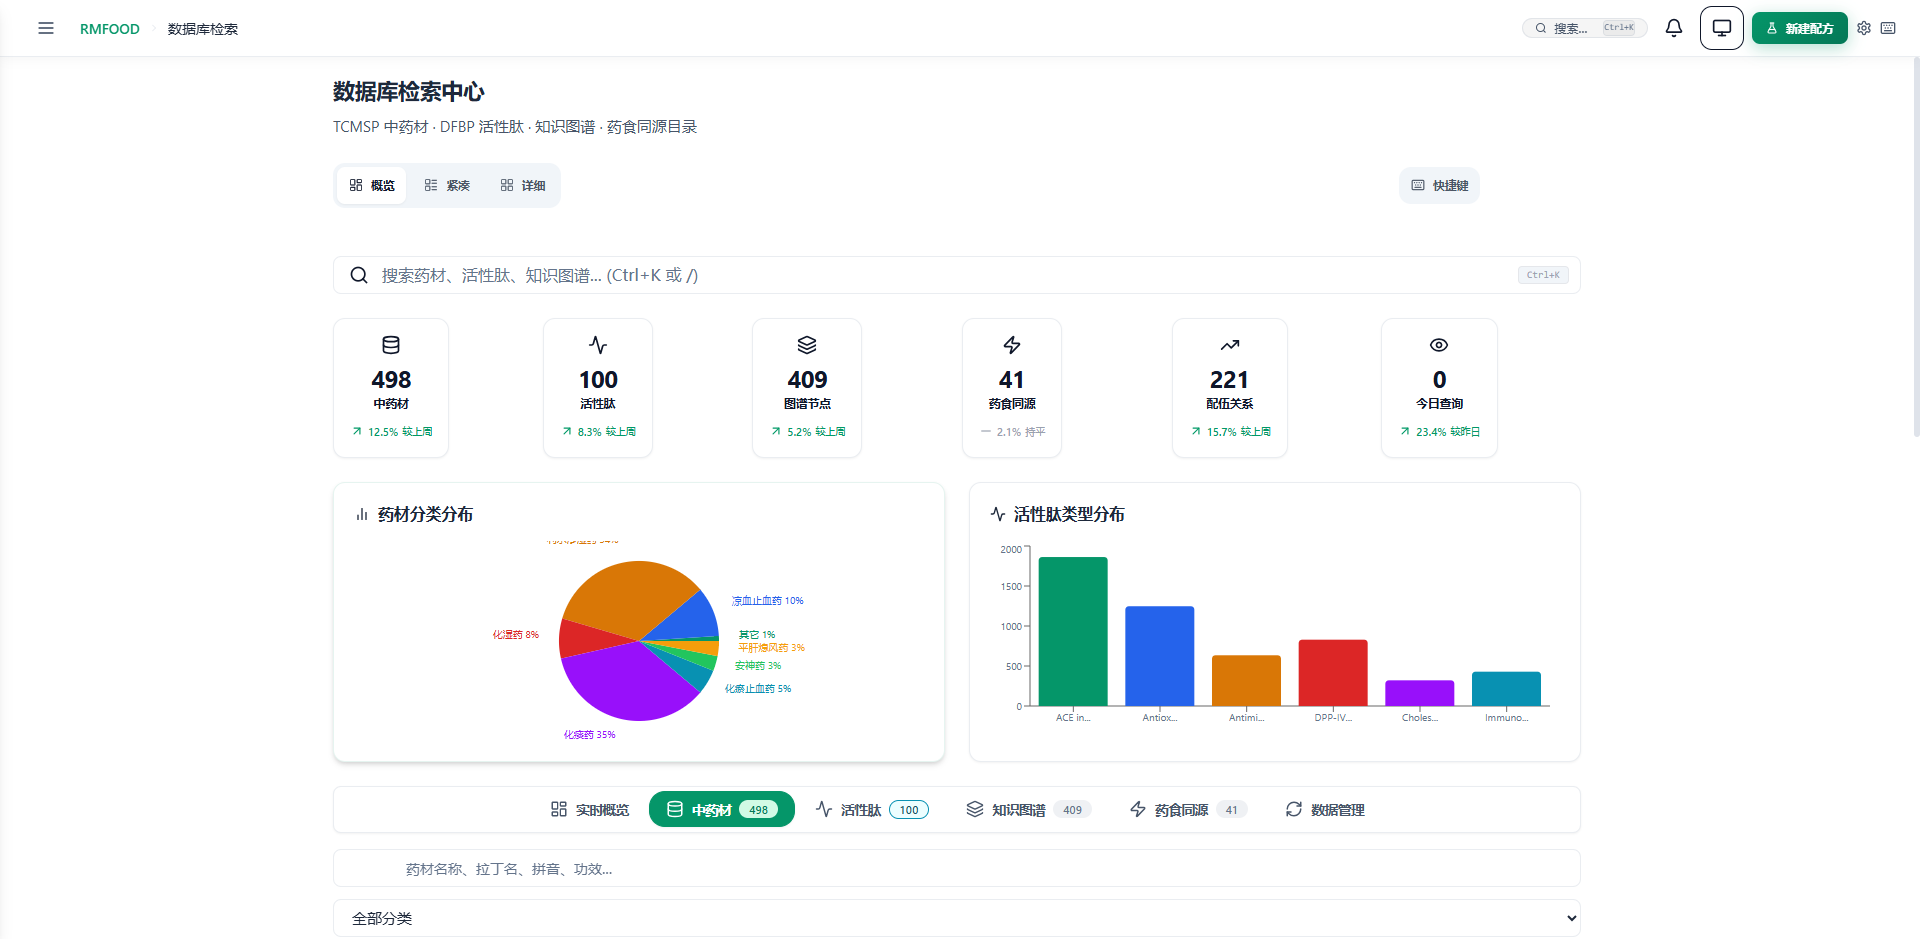 RMFOOD
数据库检索
搜索... Ctrl+K
新建配方
数据库检索中心
TCMSP 中药材 · DFBP 活性肽 · 知识图谱 · 药食同源目录
概览
紧凑
详细
快捷键
搜索药材、活性肽、知识图谱... (Ctrl+K 或 /)
Ctrl+K
498
中药材
12.5% 较上周
100
活性肽
8.3% 较上周
409
图谱节点
5.2% 较上周
41
药食同源
2.1% 持平
221
配伍关系
15.7% 较上周
0
今日查询
23.4% 较昨日
药材分类分布
凉血止血药 10%
其它 1%
平肝熄风药 3%
安神药 3%
化瘀止血药 5%
化湿药 8%
化痰药 35%
活性肽类型分布
2000
1500
1000
500
0
ACE in...
Antiox...
Antimi...
DPP-IV...
Choles...
Immuno...
实时概览
中药材 498
活性肽 100
知识图谱 409
药食同源 41
数据管理
药材名称、拉丁名、拼音、功效...
全部分类